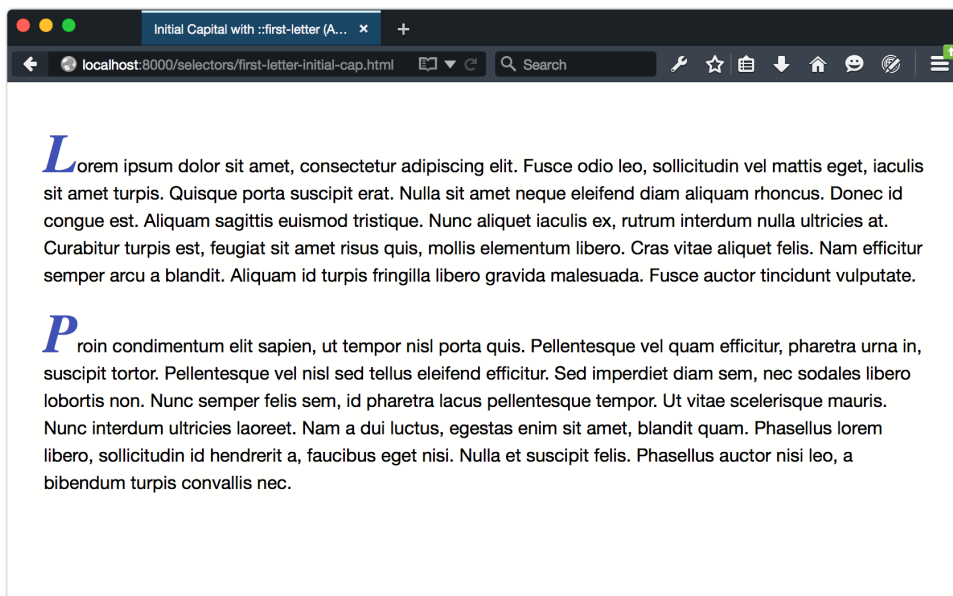 Initial Capital with ::first-letter (A... × +
localhost:8000/selectors/first-letter-initial-cap.html Search
Lorem ipsum dolor sit amet, consectetur adipiscing elit. Fusce odio leo, sollicitudin vel mattis eget, iaculis
sit amet turpis. Quisque porta suscipit erat. Nulla sit amet neque eleifend diam aliquam rhoncus. Donec id
congue est. Aliquam sagittis euismod tristique. Nunc aliquet iaculis ex, rutrum interdum nulla ultricies at.
Curabitur turpis est, feugiat sit amet risus quis, mollis elementum libero. Cras vitae aliquet felis. Nam efficitur
semper arcu a blandit. Aliquam id turpis fringilla libero gravida malesuada. Fusce auctor tincidunt vulputate.
Proin condimentum elit sapien, ut tempor nisl porta quis. Pellentesque vel quam efficitur, pharetra urna in,
suscipit tortor. Pellentesque vel nisl sed tellus eleifend efficitur. Sed imperdiet diam sem, nec sodales libero
lobortis non. Nunc semper felis sem, id pharetra lacus pellentesque tempor. Ut vitae scelerisque mauris.
Nunc interdum ultricies laoreet. Nam a dui luctus, egestas enim sit amet, blandit quam. Phasellus lorem
libero, sollicitudin id hendrerit a, faucibus eget nisi. Nulla et suscipit felis. Phasellus auctor nisi leo, a
bibendum turpis convallis nec.